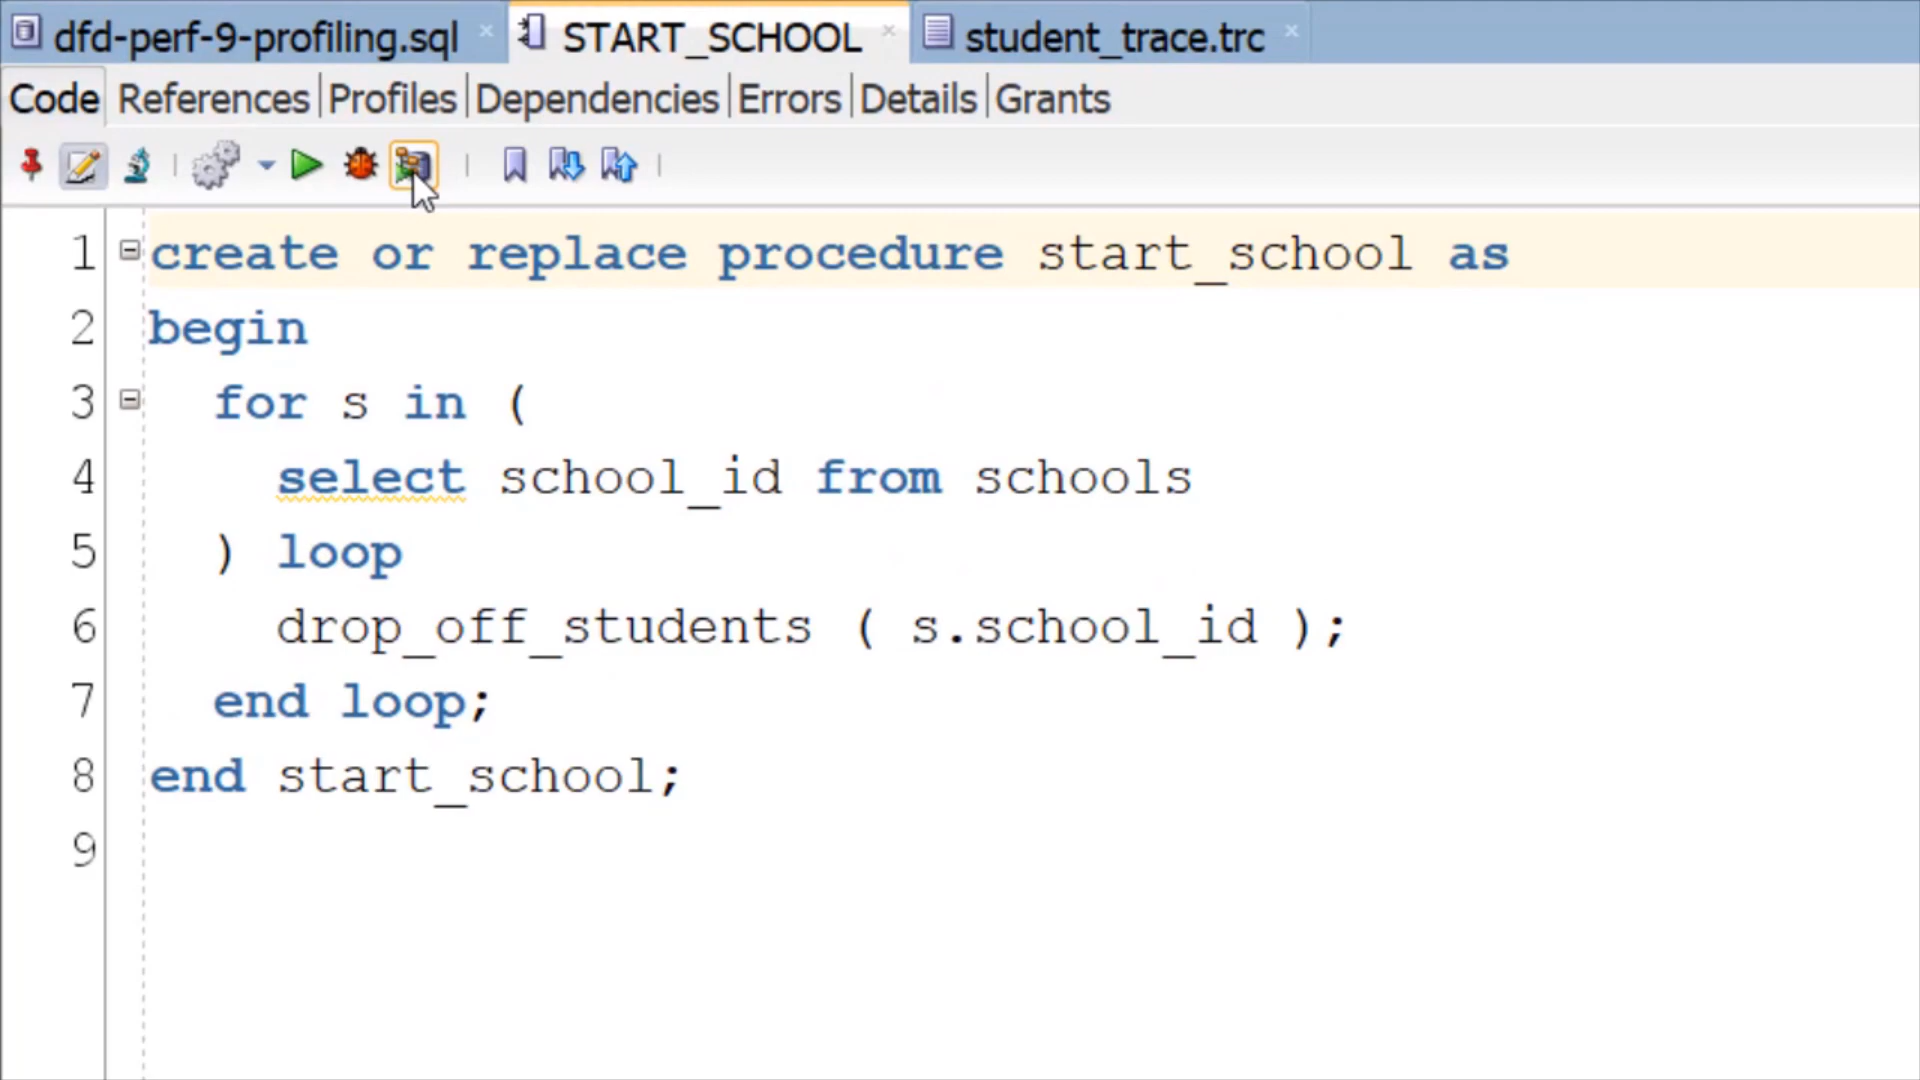 dfd-perf-9-profiling.sql START_SCHOOL student_trace.trc
Code References Profiles Dependencies Errors Details Grants
1 create or replace procedure start_school as
2 begin
3 for s in (
4 select school_id from schools
5 ) loop
6 drop_off_students ( s.school_id );
7 end loop;
8 end start_school;
9